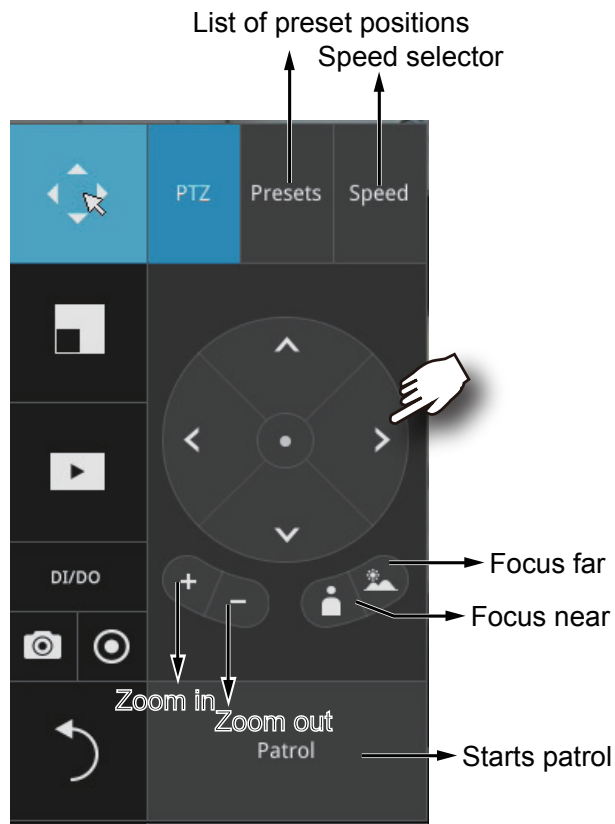 List of preset positions
Speed selector
PTZ
Presets
Speed
DI/DO
Focus far
Focus near
Zoom in
Zoom out
Patrol
Starts patrol